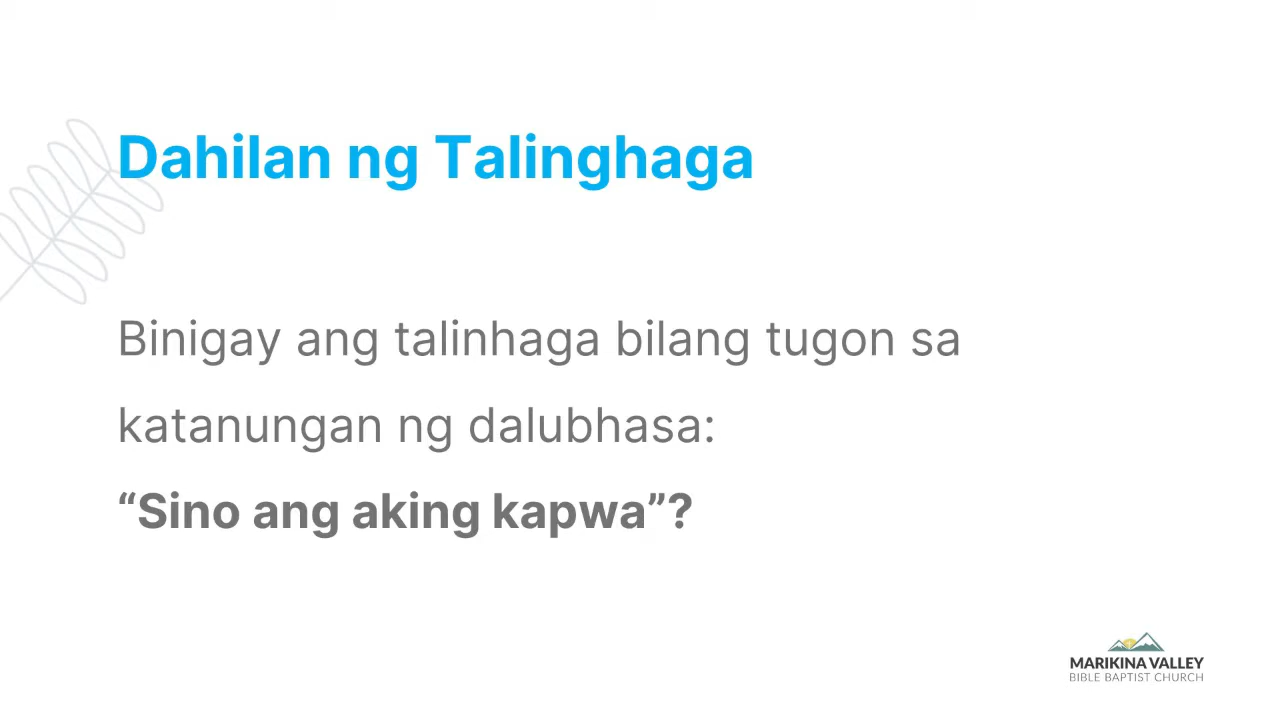 Dahilan ng Talinghaga
Binigay ang talinhaga bilang tugon sa
katanungan ng dalubhasa:
“Sino ang aking kapwa”?
MARIKINA VALLEY
BIBLE BAPTIST CHURCH